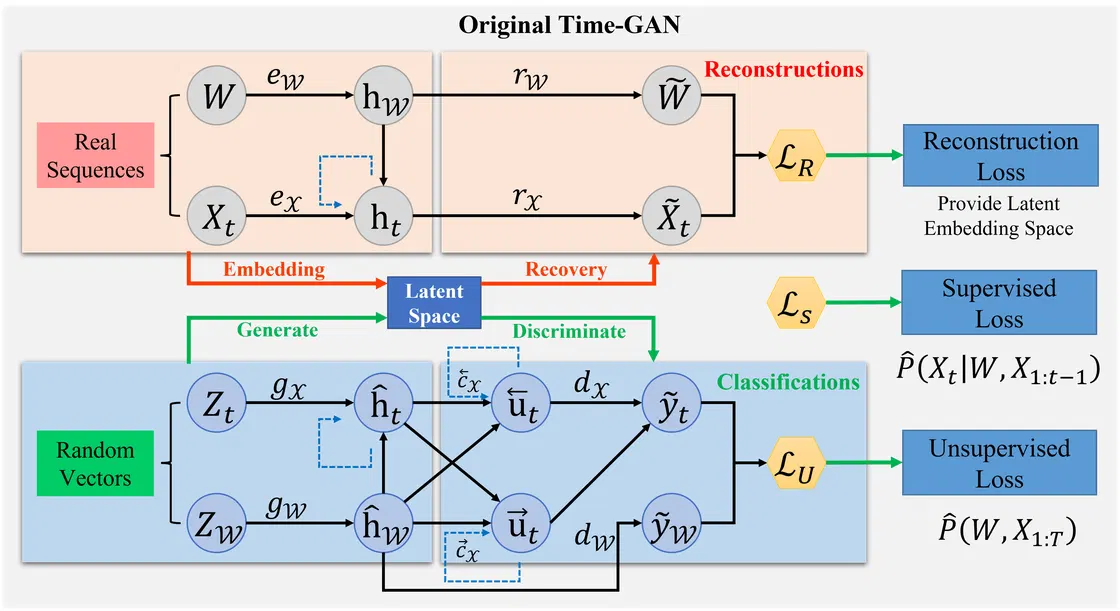 Original Time-GAN
Reconstructions
W
e𝒲
h𝒲
r𝒲
W̃
Real
Sequences
ℒR
Reconstruction
Loss
Xt
e𝒳
ht
r𝒳
X̃t
Provide Latent
Embedding Space
Embedding
Recovery
Latent
Space
ℒs
Supervised
Loss
Generate
Discriminate
P̂(Xt|W, X1:t−1)
Classifications
Zt
g𝒳
ĥt
c⃖𝒳
u⃖t
d𝒳
ỹt
Random
Vectors
ℒU
Unsupervised
Loss
Z𝒲
g𝒲
ĥ𝒲
c⃗𝒳
u⃗t
d𝒲
ỹ𝒲
P̂(W, X1:T)